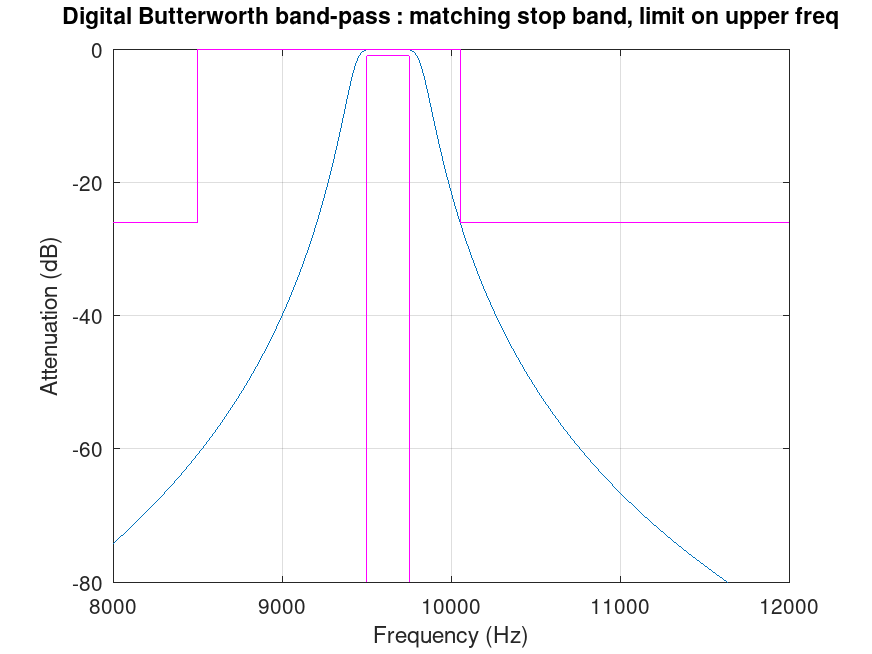 Digital Butterworth band-pass : matching stop band, limit on upper freq
0
-20
-40
-60
-80
Attenuation (dB)
8000 9000 10000 11000 12000
Frequency (Hz)